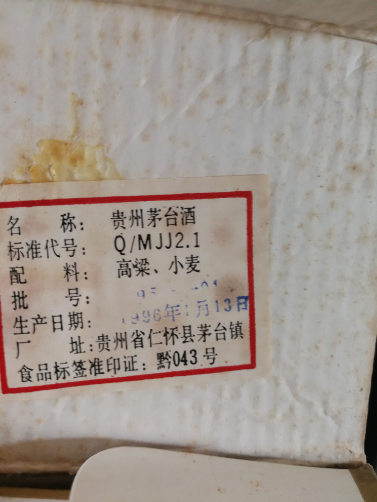 名 称: 贵州茅台酒
标准代号: Q/MJJ2.1
配 料: 高粱、小麦
批 号:
生产日期: 1996年1月13日
厂 址:贵州省仁怀县茅台镇
食品标签准印证: 黔043号